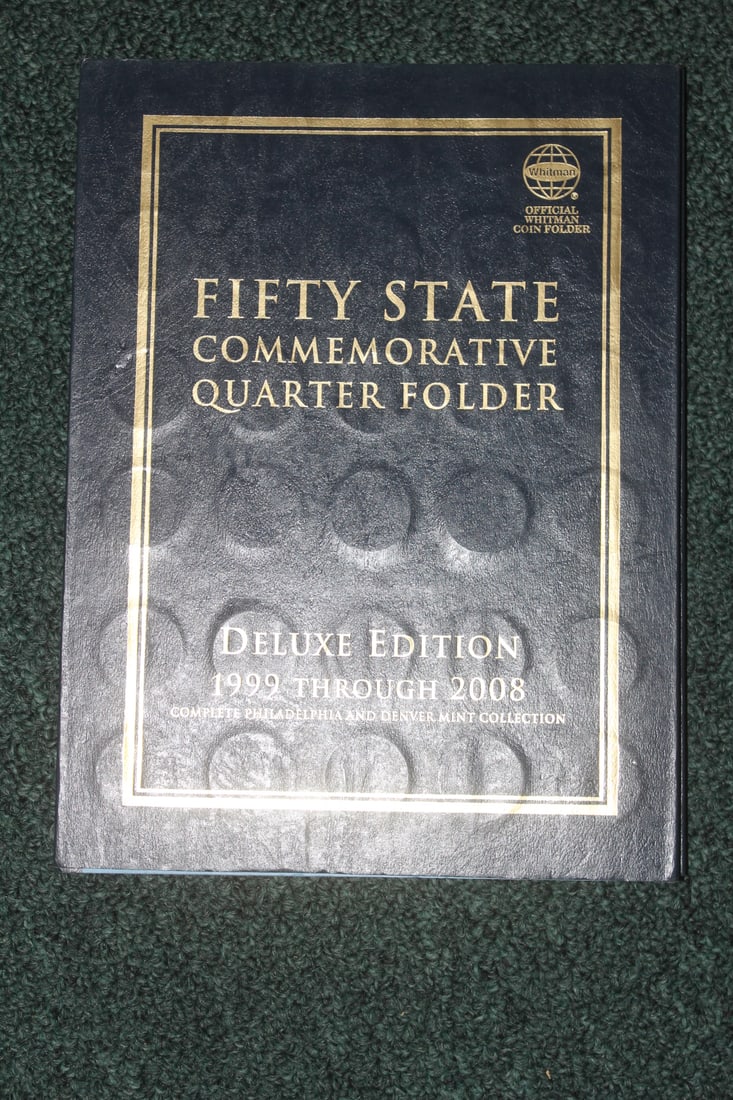 Whitman
OFFICIAL
WHITMAN
COIN FOLDER
FIFTY STATE
COMMEMORATIVE
QUARTER FOLDER
DELUXE EDITION
1999 THROUGH 2008
COMPLETE PHILADELPHIA AND DENVER MINT COLLECTION